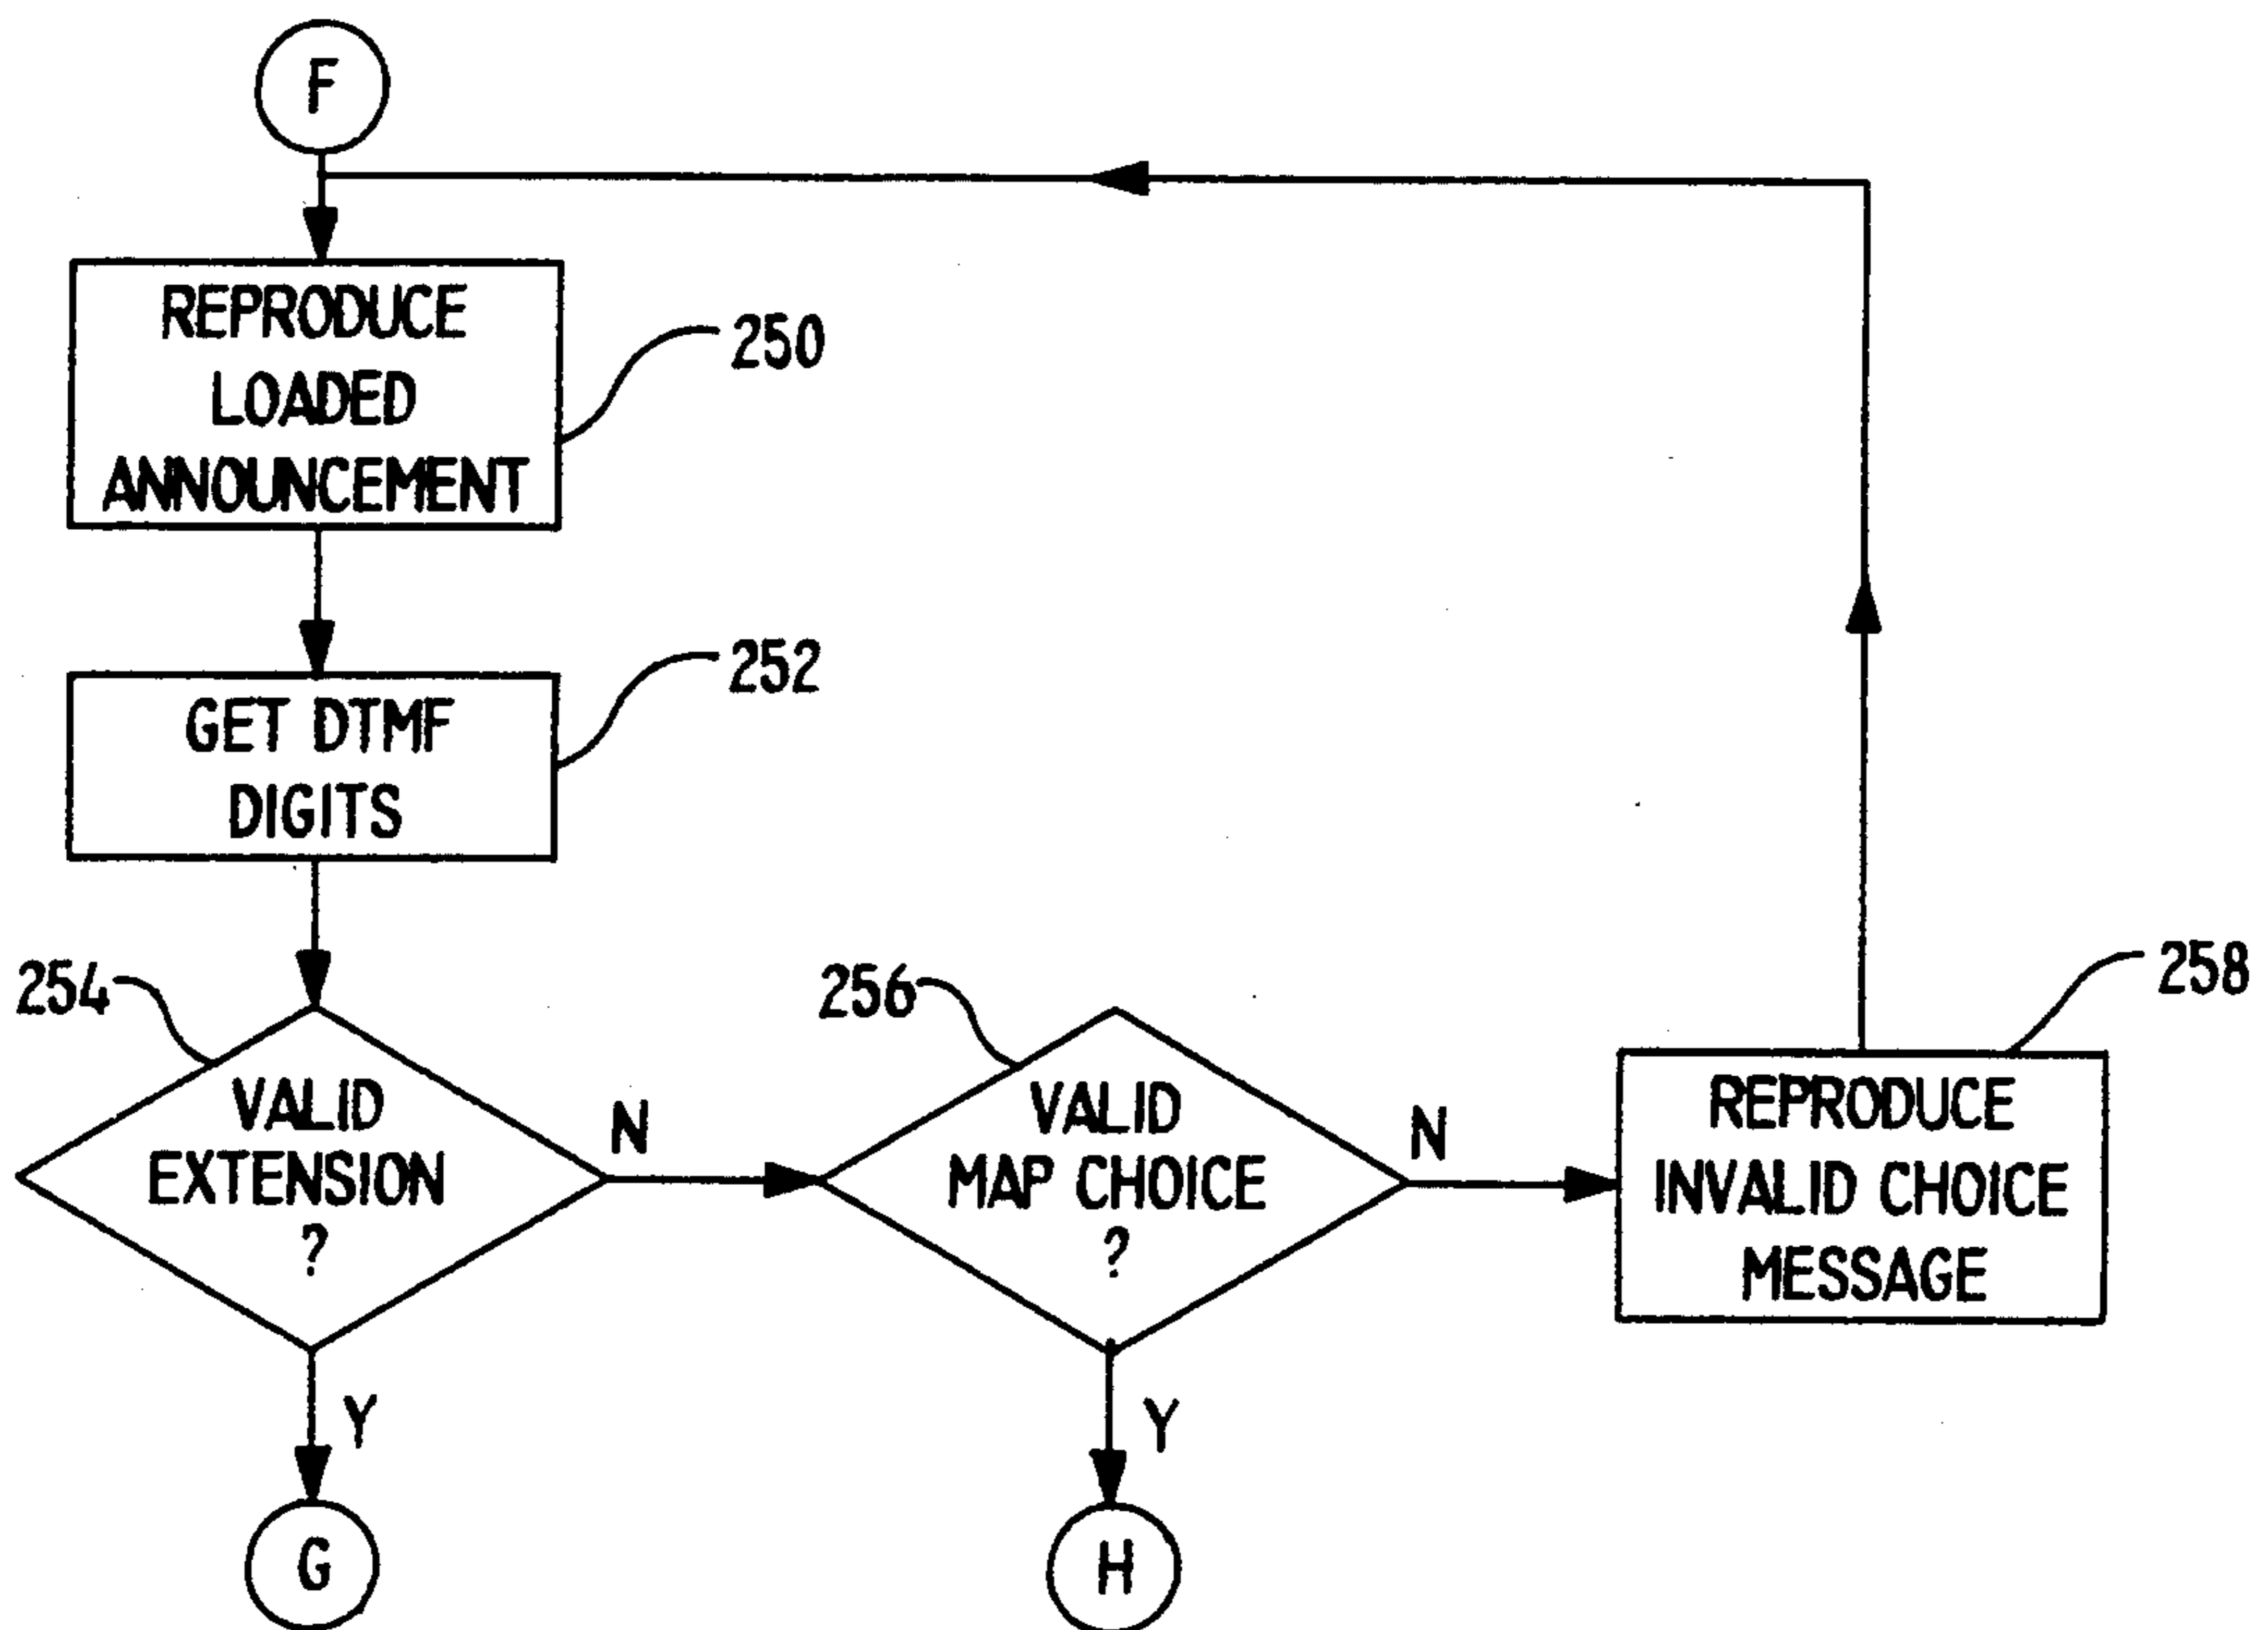 F
REPRODUCE
LOADED
ANNOUNCEMENT
250
GET DTMF
DIGITS
252
254
VALID
EXTENSION
?
N
Y
G
256
VALID
MAP CHOICE
?
N
Y
H
258
REPRODUCE
INVALID CHOICE
MESSAGE